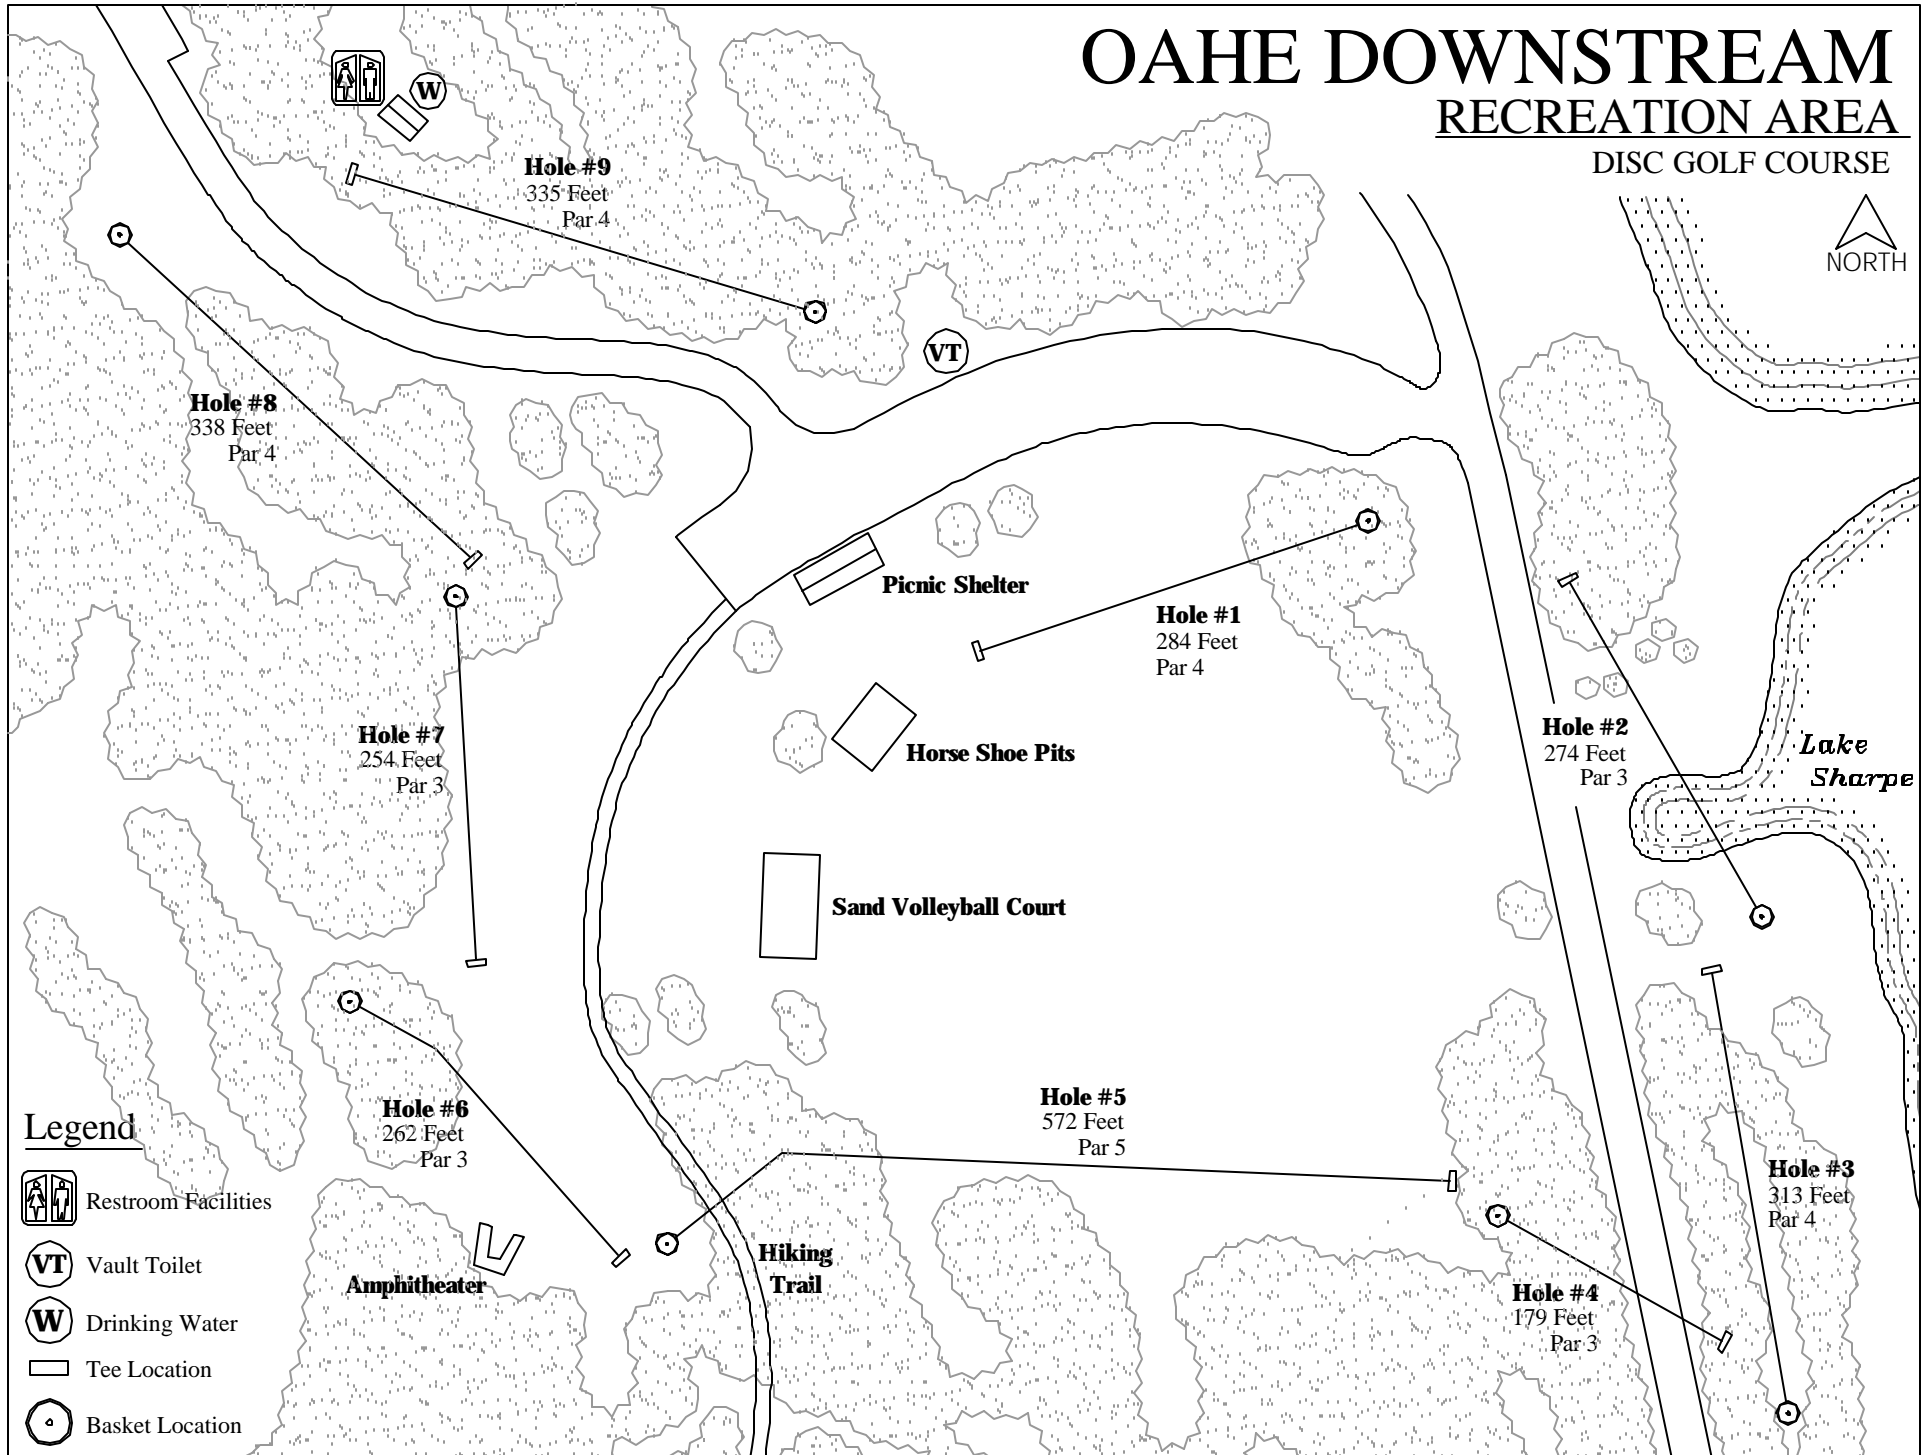 OAHE DOWNSTREAM
RECREATION AREA
DISC GOLF COURSE
NORTH
W
Hole #9
335 Feet
Par 4
VT
Hole #8
338 Feet
Par 4
Picnic Shelter
Hole #1
284 Feet
Par 4
Hole #2
274 Feet
Par 3
Lake
Sharpe
Hole #7
254 Feet
Par 3
Horse Shoe Pits
Sand Volleyball Court
Hole #5
572 Feet
Par 5
Hole #6
262 Feet
Par 3
Hole #3
313 Feet
Par 4
Hiking
Trail
Amphitheater
Hole #4
179 Feet
Par 3
Legend
Restroom Facilities
VT Vault Toilet
W Drinking Water
Tee Location
Basket Location